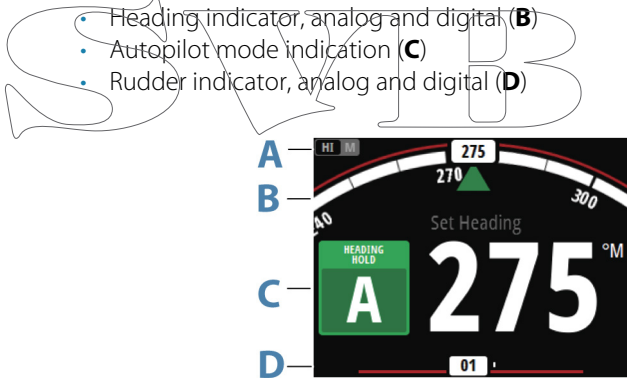 SVB
• Heading indicator, analog and digital (B)
• Autopilot mode indication (C)
• Rudder indicator, analog and digital (D)
A
HI M
275
270
B
240
300
Set Heading
HEADING
HOLD
A
275 °M
C
D
01